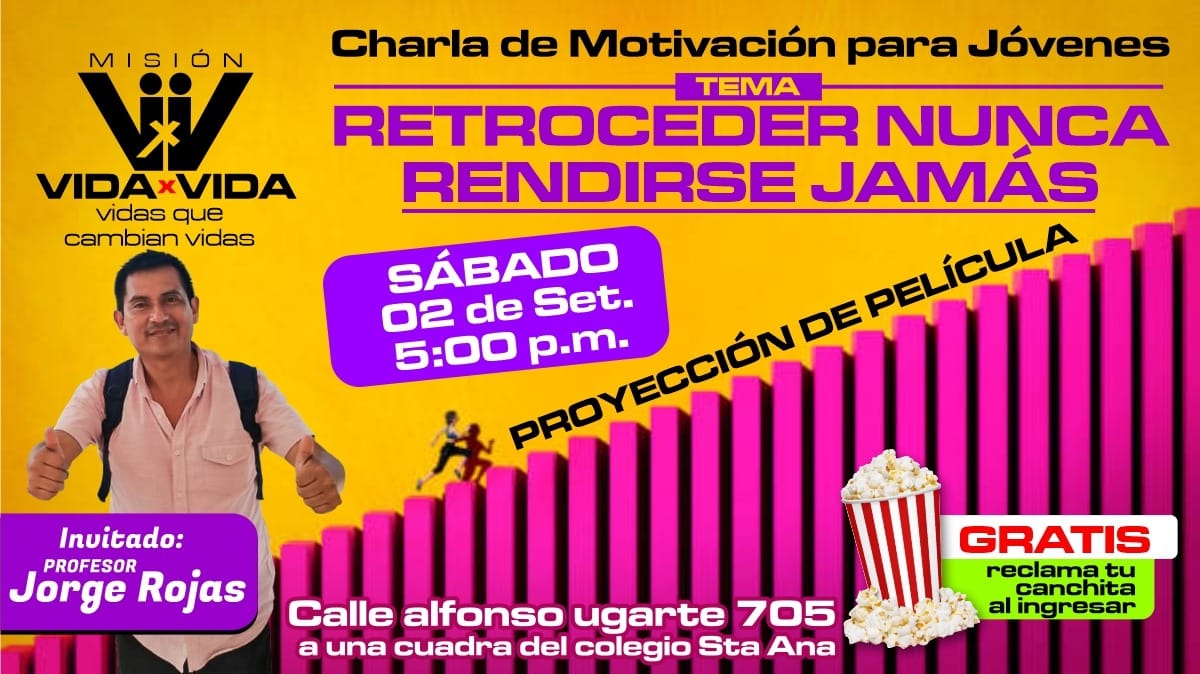 MISIÓN
VIDA x VIDA
vidas que
cambian vidas
Charla de Motivación para Jóvenes
TEMA
RETROCEDER NUNCA
RENDIRSE JAMÁS
SÁBADO
02 de Set.
5:00 p.m.
PROYECCIÓN DE PELÍCULA
Invitado:
PROFESOR
Jorge Rojas
GRATIS
reclama tu
canchita
al ingresar
Calle alfonso ugarte 705
a una cuadra del colegio Sta Ana